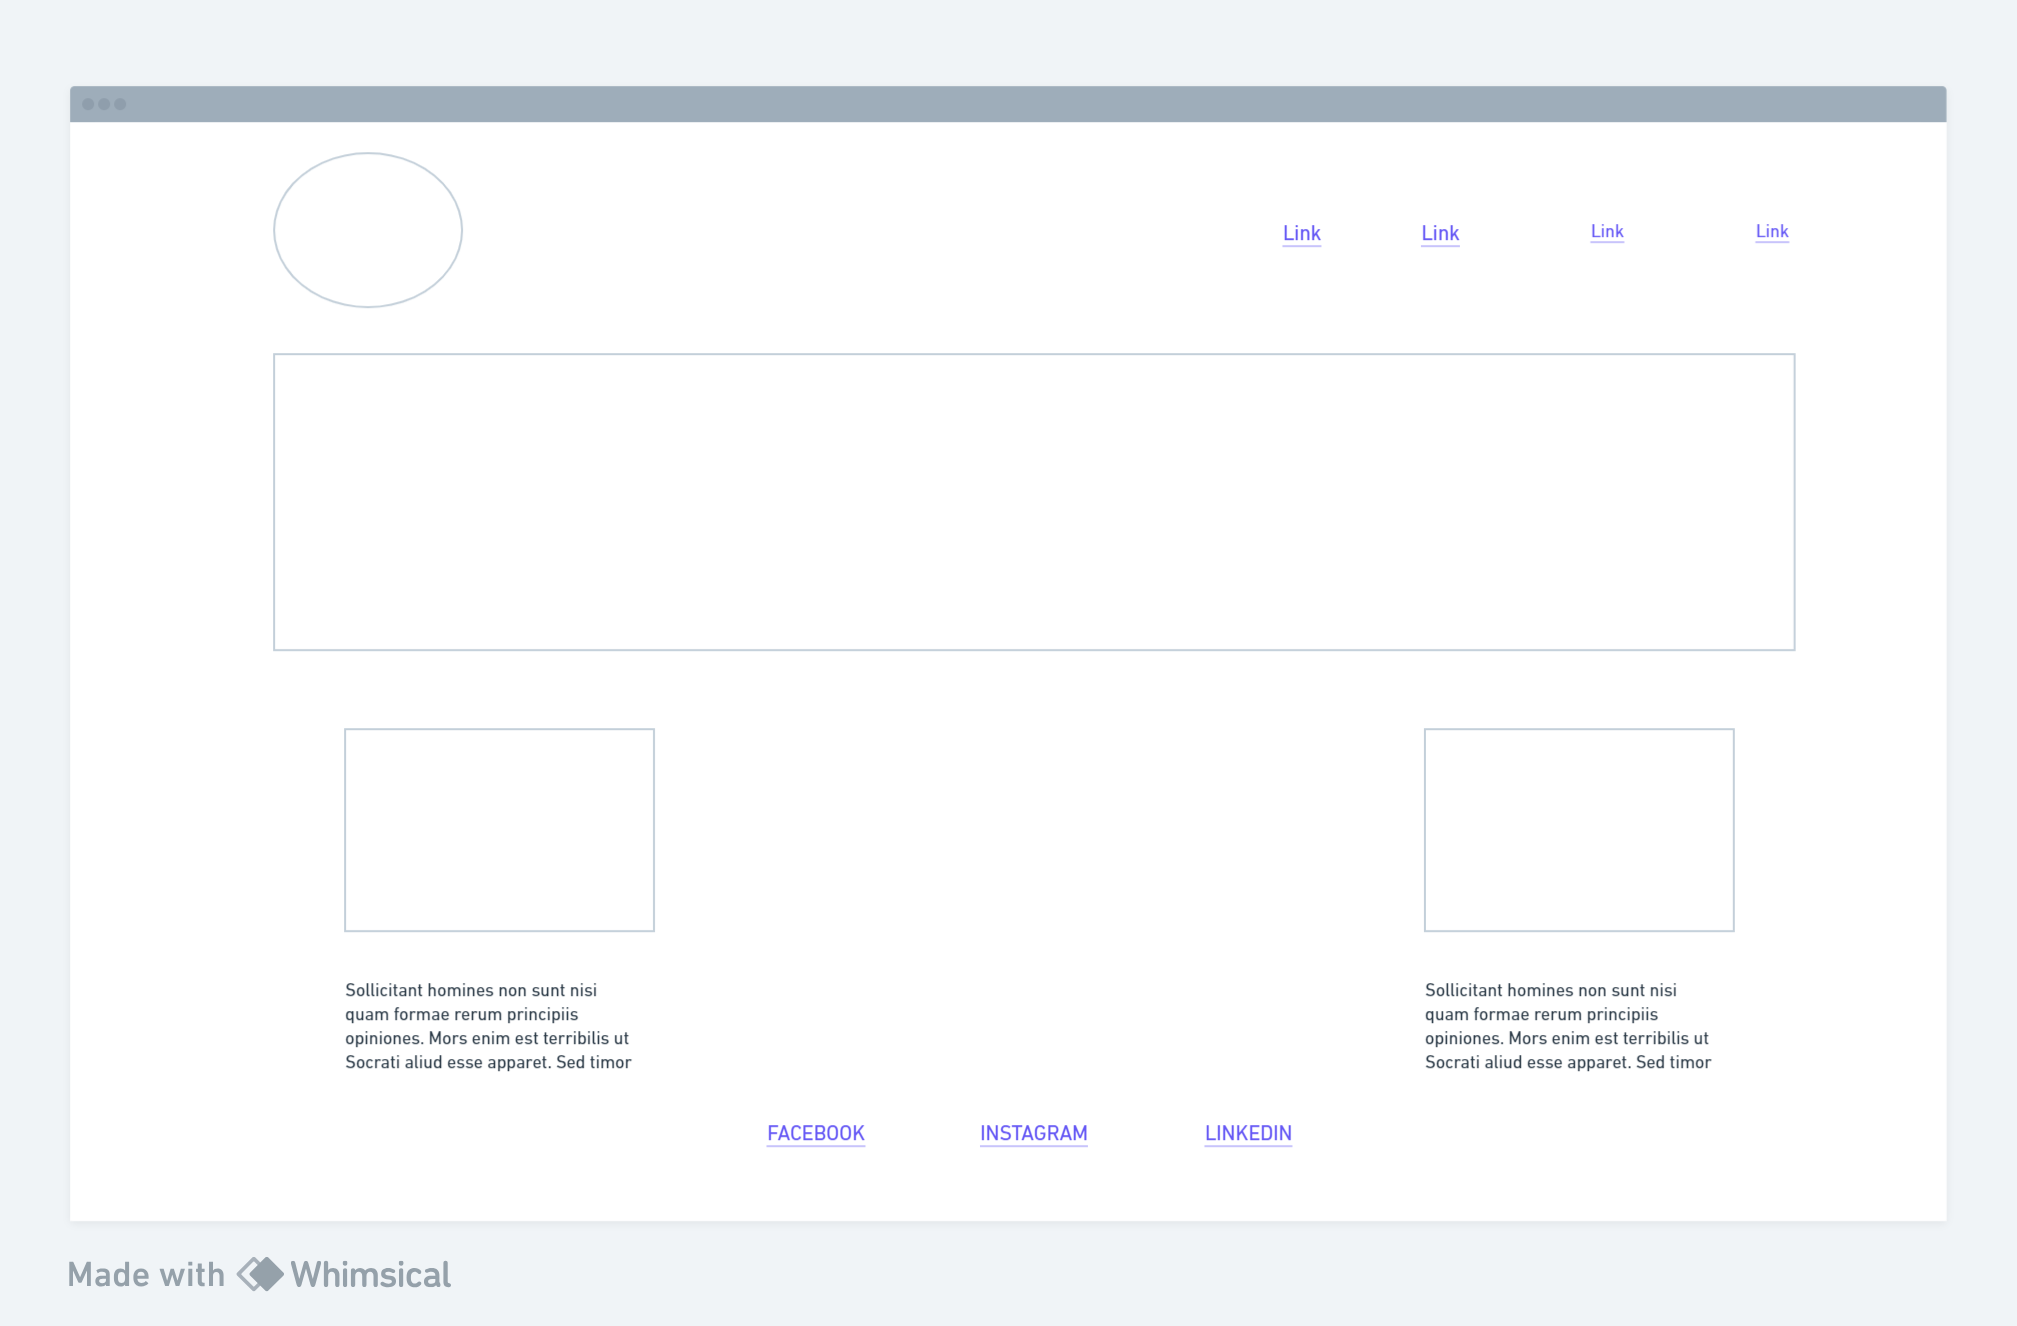 Link
Link
Link
Link
Sollicitant homines non sunt nisi
quam formae rerum principiis
opiniones. Mors enim est terribilis ut
Socrati aliud esse apparet. Sed timor
Sollicitant homines non sunt nisi
quam formae rerum principiis
opiniones. Mors enim est terribilis ut
Socrati aliud esse apparet. Sed timor
FACEBOOK
INSTAGRAM
LINKEDIN
Made with Whimsical